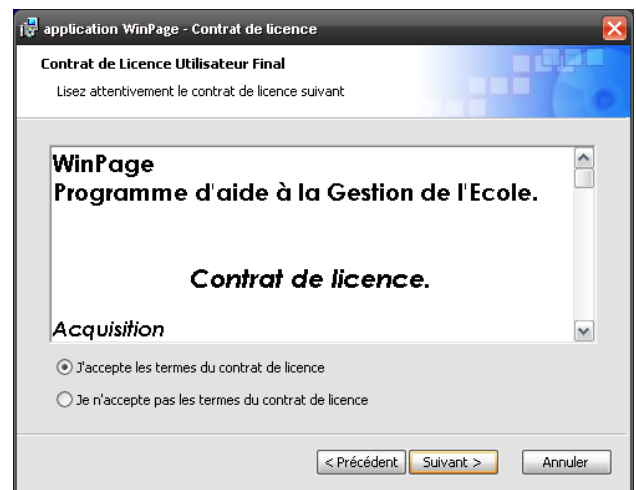 application WinPage - Contrat de licence
Contrat de Licence Utilisateur Final
Lisez attentivement le contrat de licence suivant
WinPage
Programme d'aide à la Gestion de l'Ecole.
Contrat de licence.
Acquisition
J'accepte les termes du contrat de licence
Je n'accepte pas les termes du contrat de licence
< Précédent Suivant > Annuler